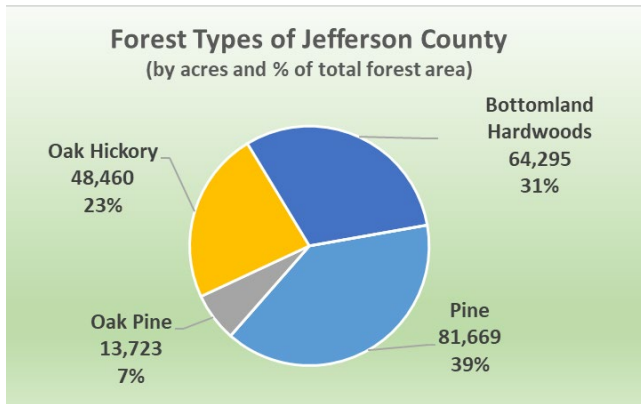 Forest Types of Jefferson County
(by acres and % of total forest area)
Bottomland
Hardwoods
64,295
31%
Oak Hickory
48,460
23%
Oak Pine
13,723
7%
Pine
81,669
39%